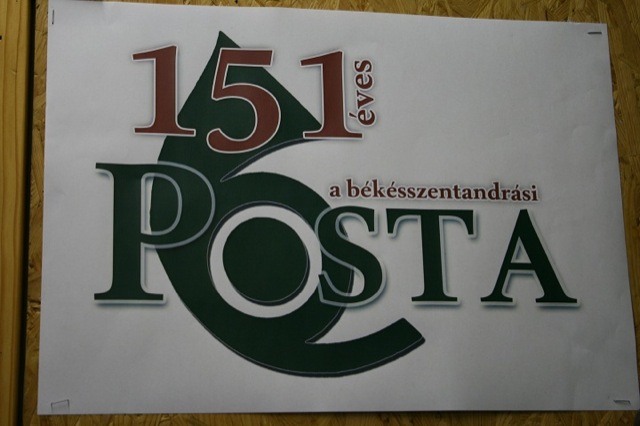 151 éves
a békésszentandrási
POSTA